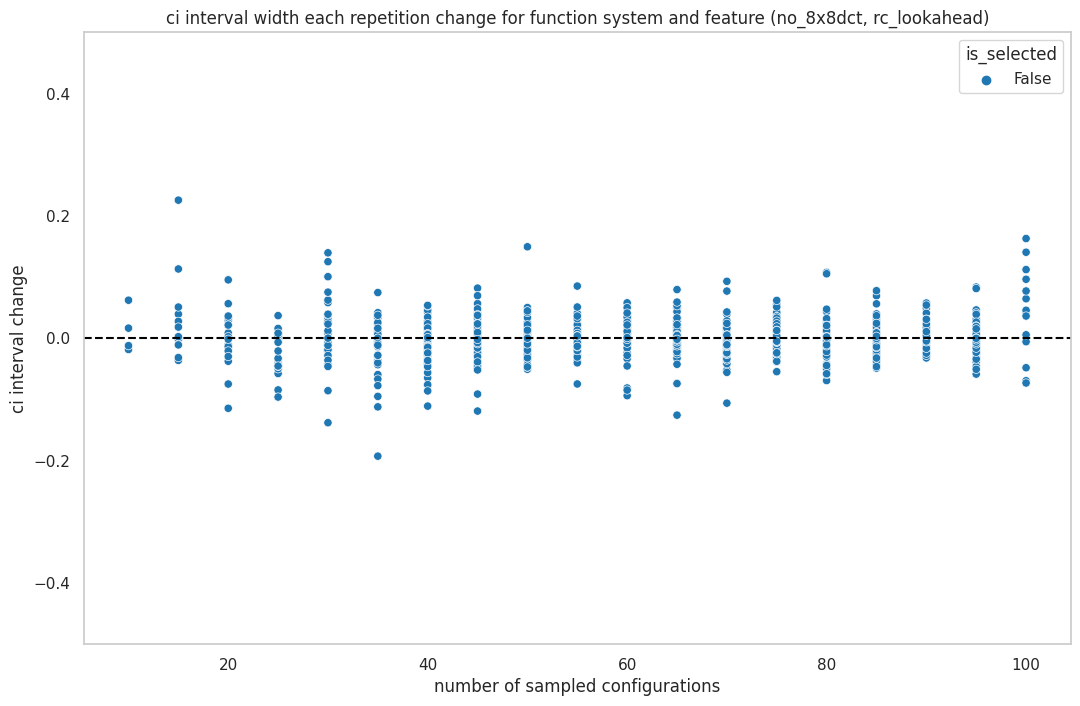 ci interval width each repetition change for function system and feature (no_8x8dct, rc_lookahead)
is_selected
False
0.4
0.2
0.0
−0.2
−0.4
ci interval change
20
40
60
80
100
number of sampled configurations